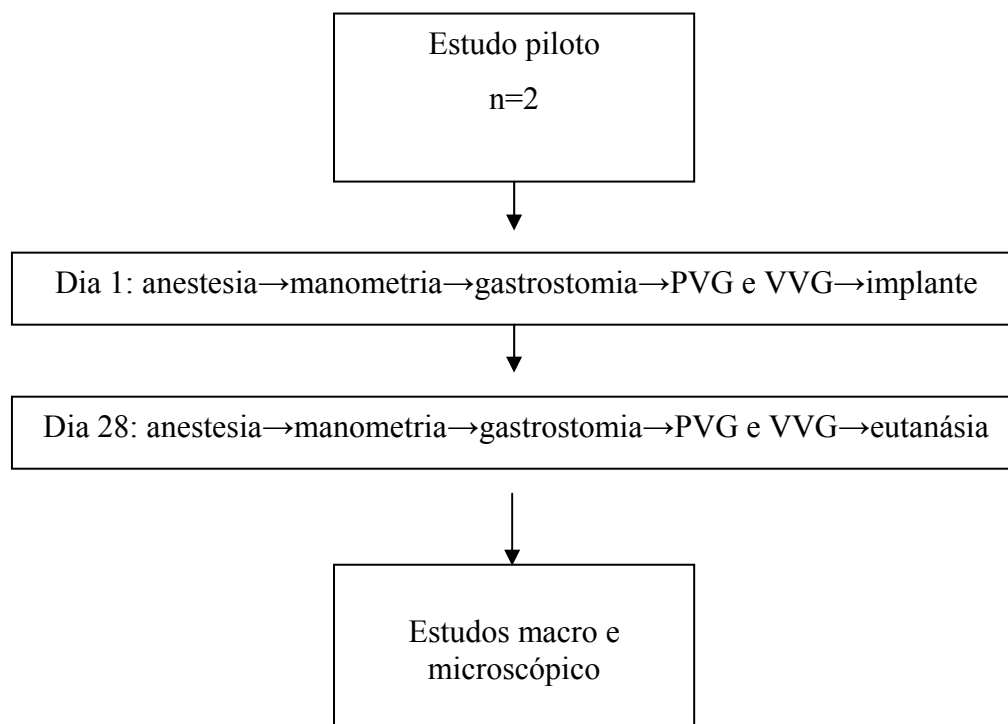 Estudo piloto
n=2
Dia 1: anestesia→manometria→gastrostomia→PVG e VVG→implante
Dia 28: anestesia→manometria→gastrostomia→PVG e VVG→eutanásia
Estudos macro e
microscópico